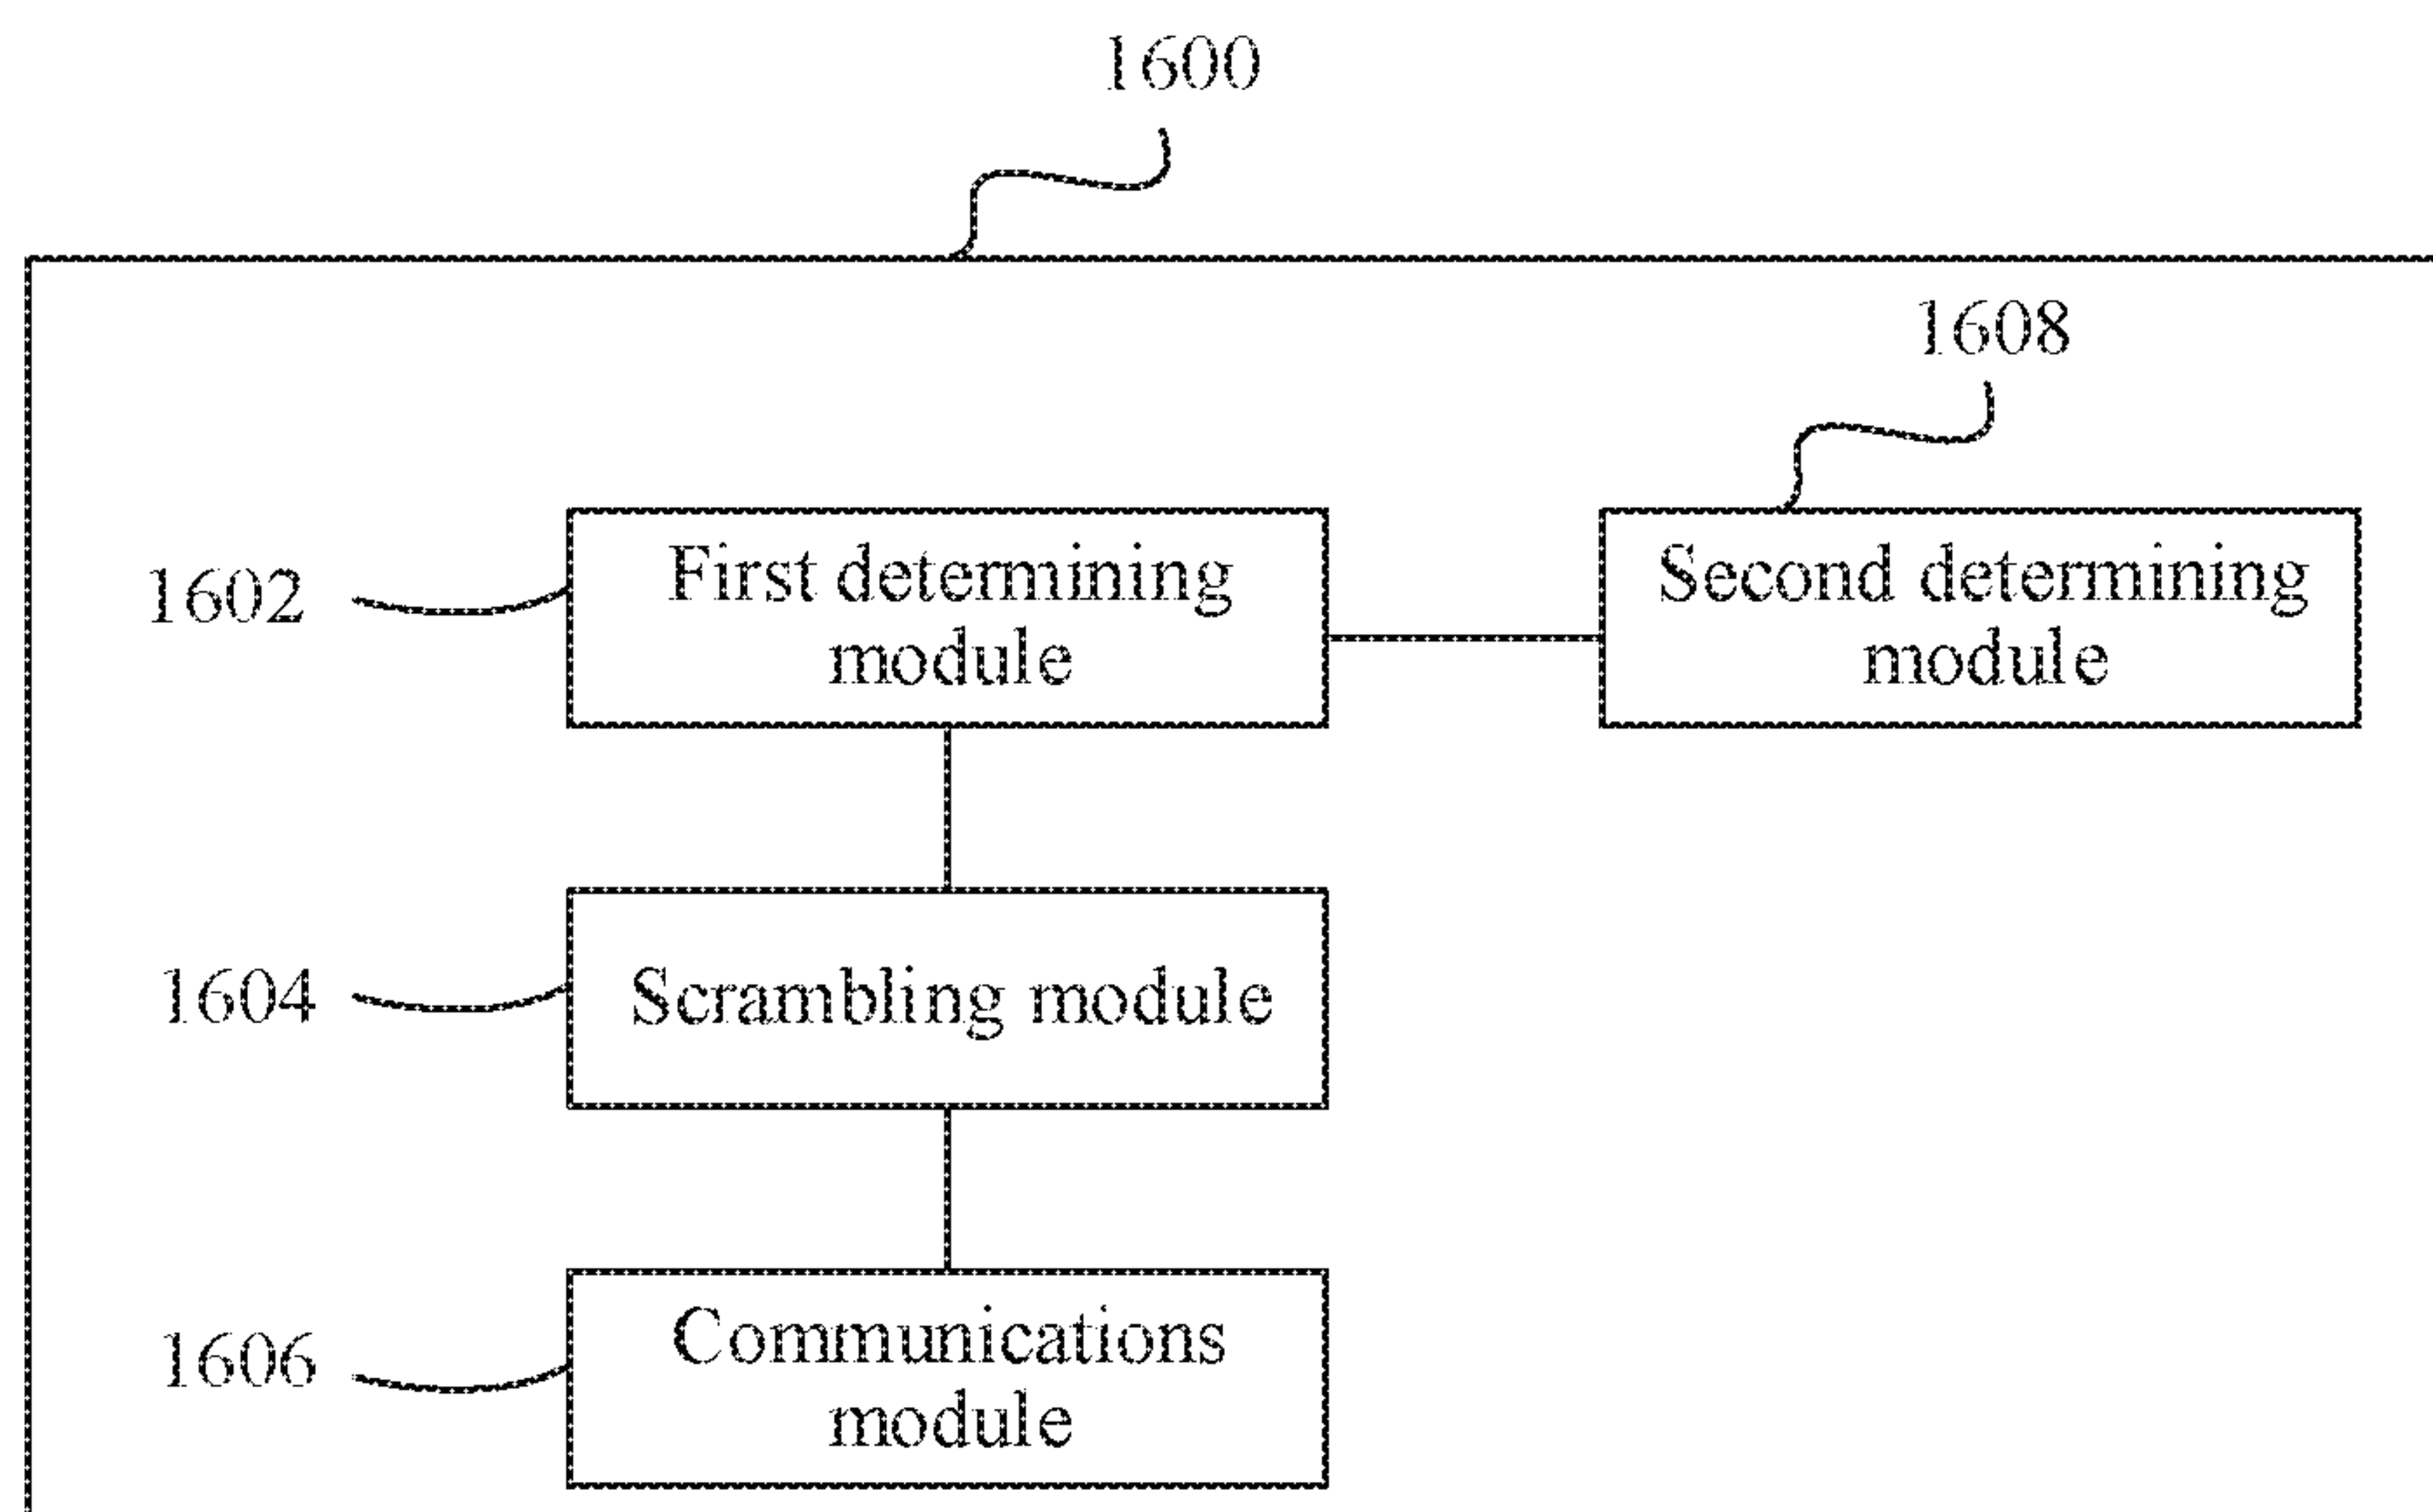 1600
1608
1602
First determining
module
Second determining
module
1604
Scrambling module
1606
Communications
module